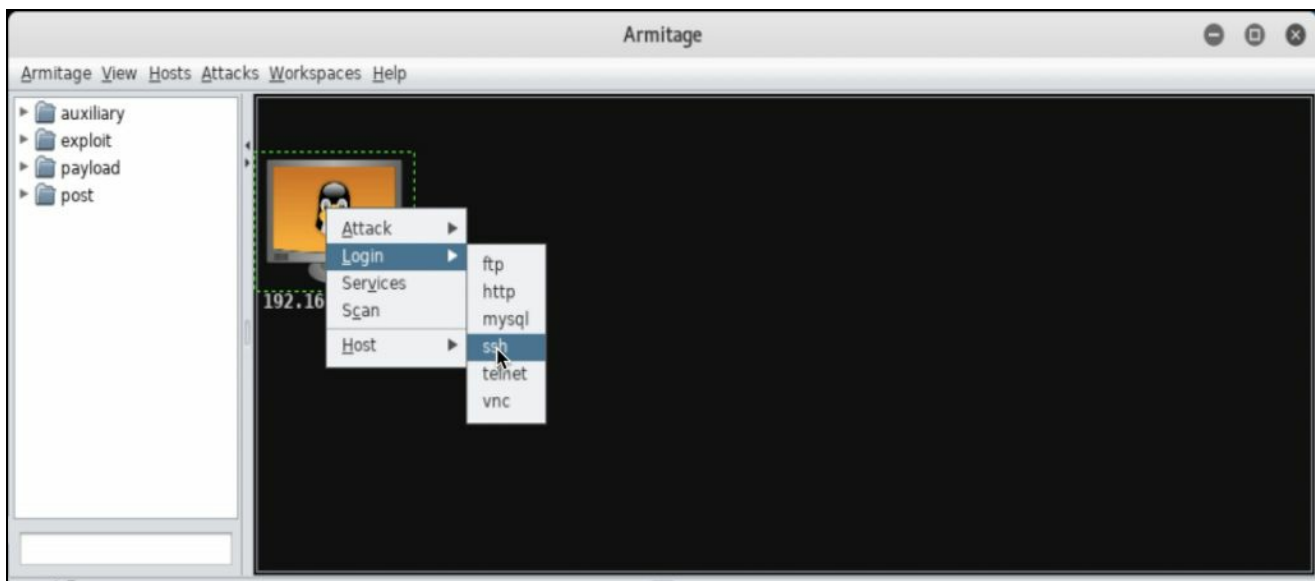 Armitage
Armitage View Hosts Attacks Workspaces Help
auxiliary
exploit
payload
post
Attack
Login
Services
Scan
Host
192.16
ftp
http
mysql
ssh
telnet
vnc